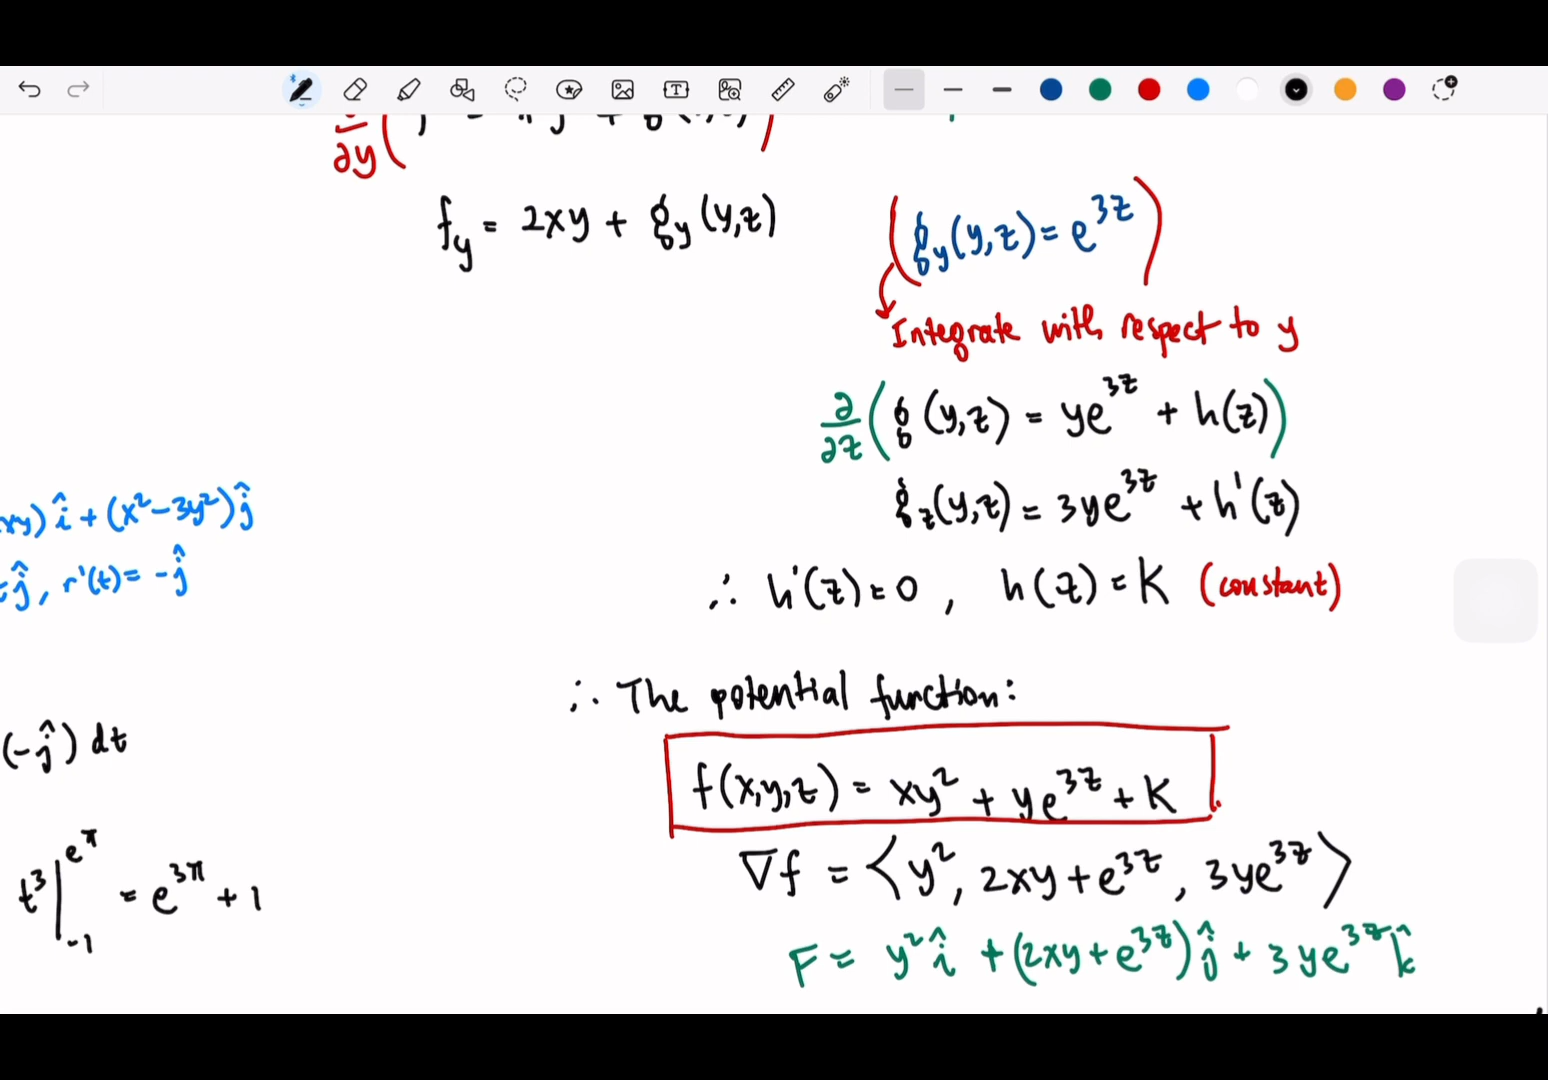 ∂y
f_y = 2xy + g_y(y,z)
(g_y(y,z) = e^{3z})
Integrate with respect to y
∂/∂z (g(y,z) = ye^{3z} + h(z))
g_z(y,z) = 3ye^{3z} + h'(z)
∴ h'(z) = 0 , h(z) = K (constant)
∴ The potential function:
f(x,y,z) = xy² + ye^{3z} + K
∇f = ⟨y², 2xy + e^{3z}, 3ye^{3z}⟩
F = y² î + (2xy + e^{3z}) ĵ + 3ye^{3z} k̂
xy) î + (x² − 3y²) ĵ
= ĵ, r'(t) = −ĵ
(−ĵ) dt
t³ |_{-1}^{e^π} = e^{3π} + 1